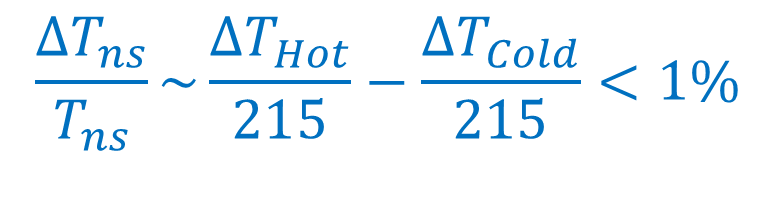 ΔT_ns/T_ns ~ ΔT_Hot/215 − ΔT_Cold/215 < 1%